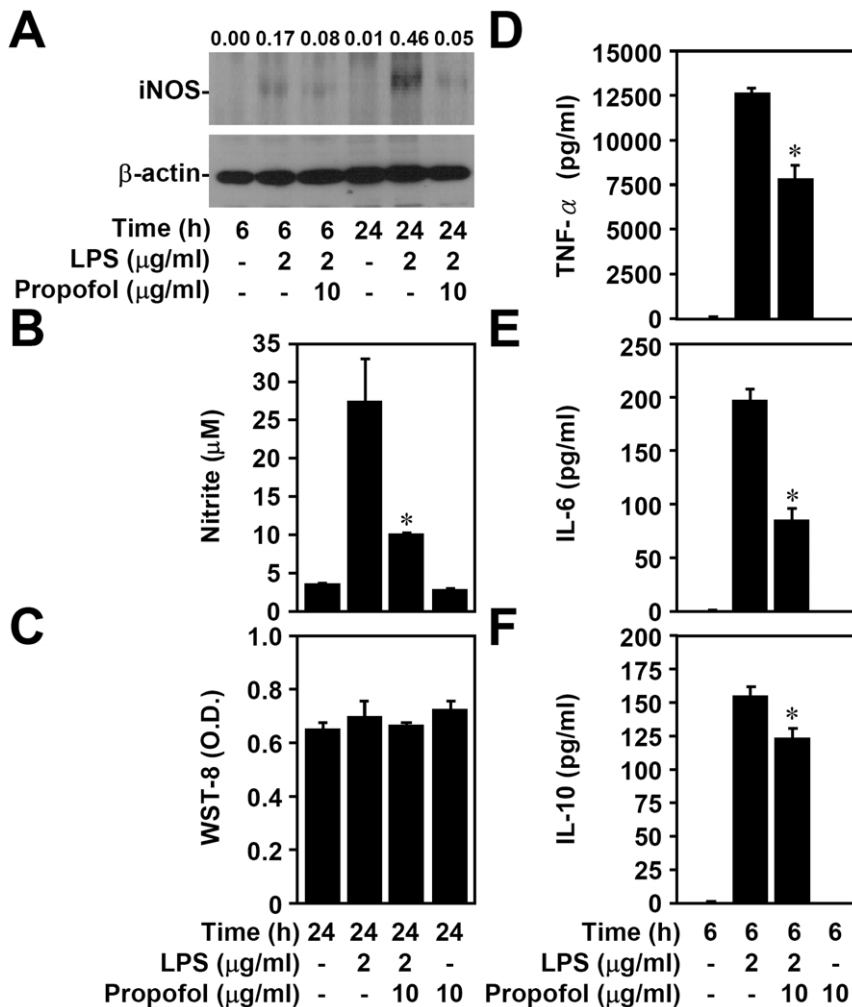 A
0.00 0.17 0.08 0.01 0.46 0.05
iNOS-
β-actin-
Time (h) 6 6 6 24 24 24
LPS (μg/ml) - 2 2 - 2 2
Propofol (μg/ml) - - 10 - - 10
B
Nitrite (μM)
35
30
25
20
15
10
5
0
*
C
WST-8 (O.D.)
1.0
0.8
0.6
0.4
0.2
0.0
Time (h) 24 24 24 24
LPS (μg/ml) - 2 2 -
Propofol (μg/ml) - - 10 10
D
TNF-α (pg/ml)
15000
12500
10000
7500
5000
2500
0
*
E
IL-6 (pg/ml)
250
200
150
100
50
0
*
F
IL-10 (pg/ml)
200
175
150
125
100
75
50
25
0
*
Time (h) 6 6 6 6
LPS (μg/ml) - 2 2 -
Propofol (μg/ml) - - 10 10